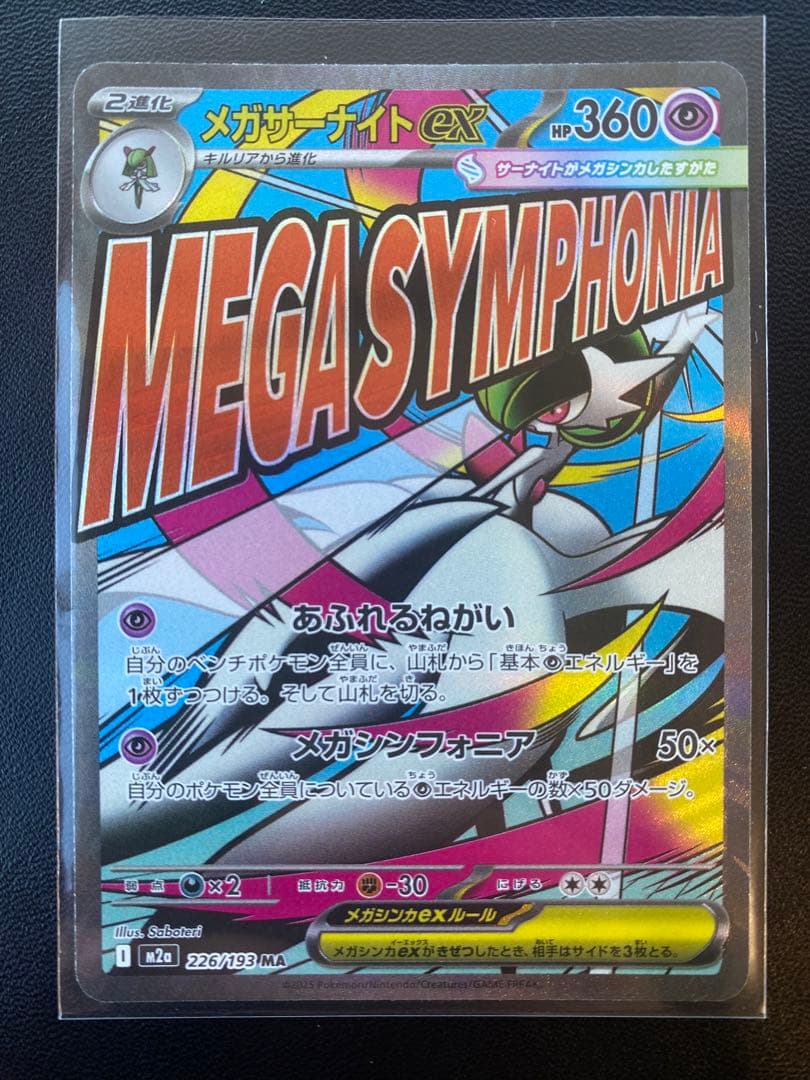 2進化
メガサーナイトex
HP360
キルリアから進化
サーナイトがメガシンカしたすがた
MEGA SYMPHONIA
あふれるねがい
自分のベンチポケモン全員に、山札から「基本エネルギー」を
1枚ずつつける。そして山札を切る。
メガシンフォニア 50×
自分のポケモン全員についているエネルギーの数×50ダメージ。
弱点 ×2 抵抗力 -30 にげる
Illus. Saboteri
メガシンカexルール
メガシンカexがきぜつしたとき、相手はサイドを3枚とる。
I m2a 226/193 MA
©2025 Pokémon/Nintendo/Creatures/GAME FREAK